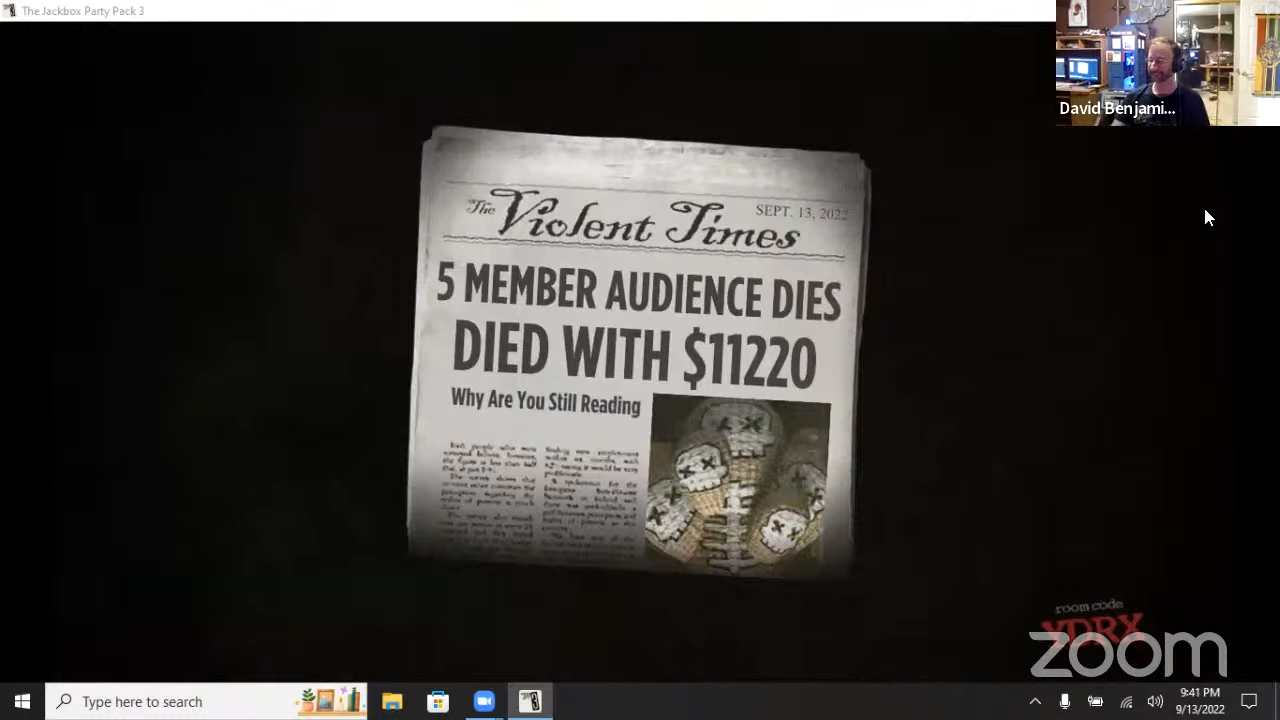 The Jackbox Party Pack 3
David Benjami...
The Violent Times
SEPT. 13, 2022
5 MEMBER AUDIENCE DIES
DIED WITH $11220
Why Are You Still Reading
room code
YDRX
zoom
Type here to search
9:41 PM
9/13/2022